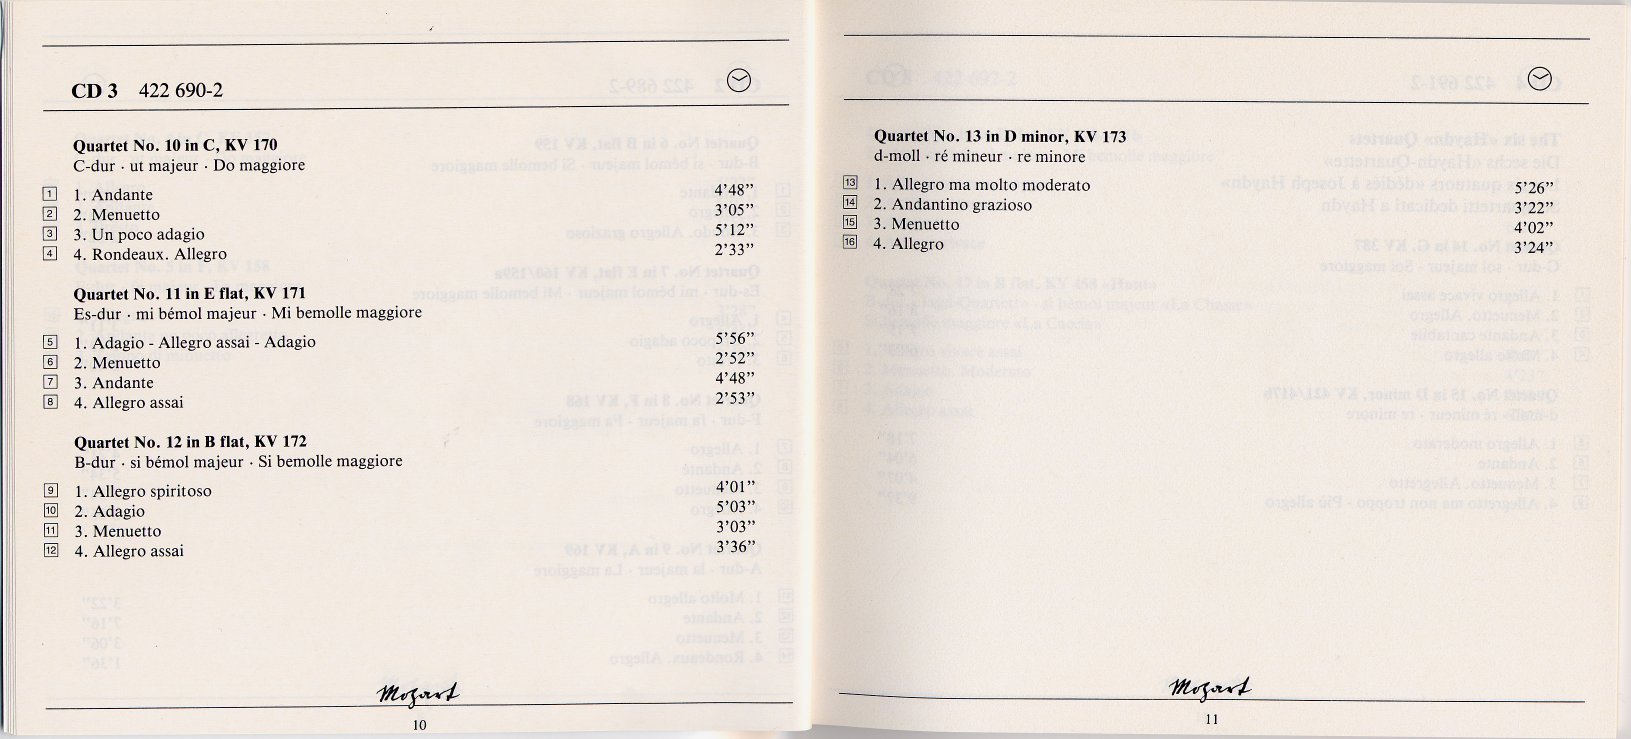 CD 3 422 690-2
Quartet No. 10 in C, KV 170
C-dur · ut majeur · Do maggiore
1 1. Andante 4’48”
2 2. Menuetto 3’05”
3 3. Un poco adagio 5’12”
4 4. Rondeaux. Allegro 2’33”
Quartet No. 11 in E flat, KV 171
Es-dur · mi bémol majeur · Mi bemolle maggiore
5 1. Adagio - Allegro assai - Adagio 5’56”
6 2. Menuetto 2’52”
7 3. Andante 4’48”
8 4. Allegro assai 2’53”
Quartet No. 12 in B flat, KV 172
B-dur · si bémol majeur · Si bemolle maggiore
9 1. Allegro spiritoso 4’01”
10 2. Adagio 5’03”
11 3. Menuetto 3’03”
12 4. Allegro assai 3’36”
Mozart
10
Quartet No. 13 in D minor, KV 173
d-moll · ré mineur · re minore
13 1. Allegro ma molto moderato 5’26”
14 2. Andantino grazioso 3’22”
15 3. Menuetto 4’02”
16 4. Allegro 3’24”
Mozart
11